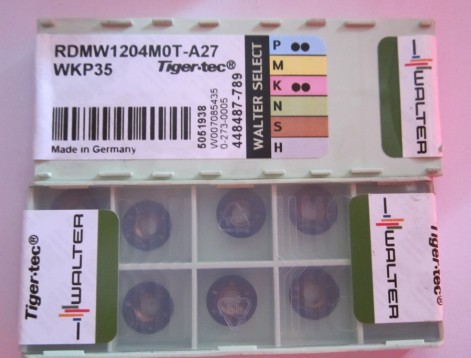 RDMW1204M0T-A27
WKP35 Tiger·tec®
Made in Germany
5051938
W007085435
0-273-0005
448487-789
WALTER SELECT
P
M
K
N
S
H
WALTER
Tiger·tec®
WALTER
WALTER
Tiger·tec®